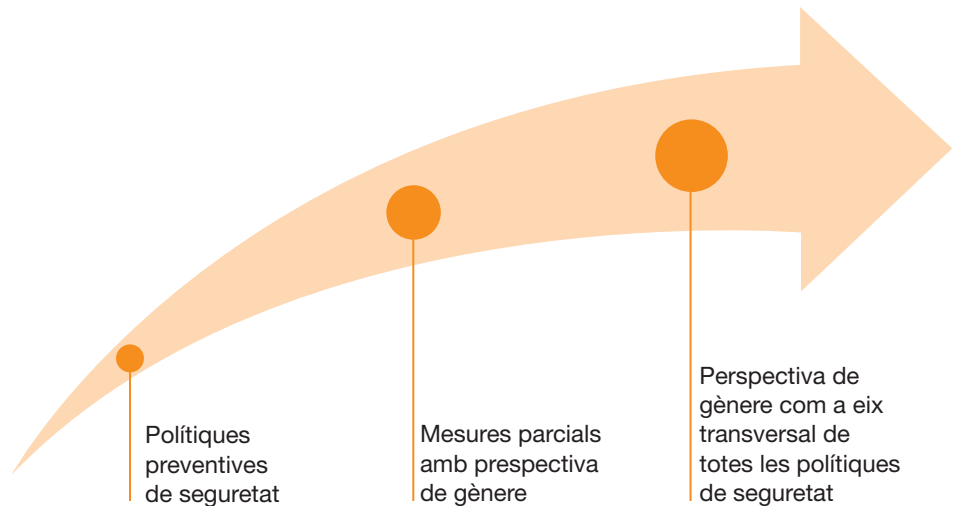 Polítiques
preventives
de seguretat
Mesures parcials
amb prespectiva
de gènere
Perspectiva de
gènere com a eix
transversal de
totes les polítiques
de seguretat